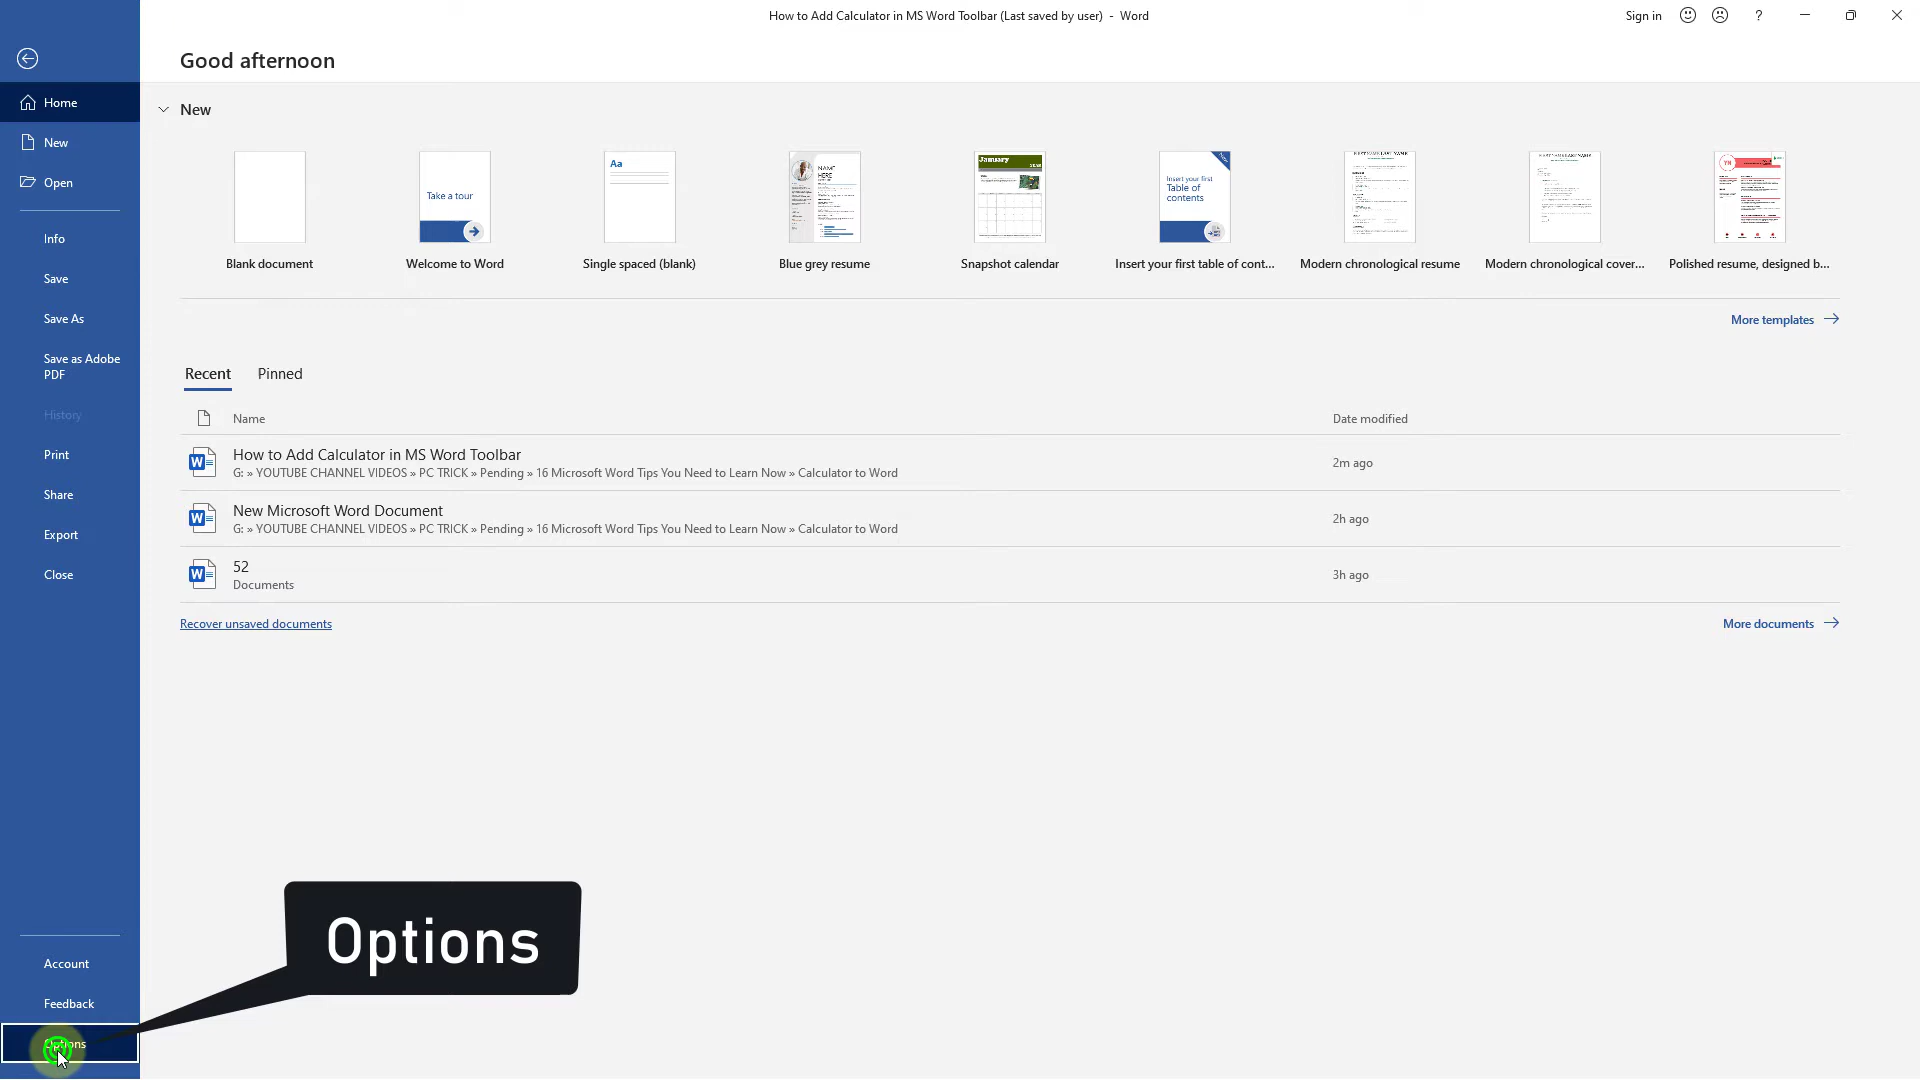 How to Add Calculator in MS Word Toolbar (Last saved by user) - Word
Sign in
?
Good afternoon
Home
New
Open
Info
Save
Save As
Save as Adobe
PDF
History
Print
Share
Export
Close
Account
Feedback
Options
New
Take a tour
Aa
NAME
HERE
January
Insert your first
Table of
contents
Blank document
Welcome to Word
Single spaced (blank)
Blue grey resume
Snapshot calendar
Insert your first table of cont...
Modern chronological resume
Modern chronological cover...
Polished resume, designed b...
More templates
Recent
Pinned
Name
Date modified
How to Add Calculator in MS Word Toolbar
G: » YOUTUBE CHANNEL VIDEOS » PC TRICK » Pending » 16 Microsoft Word Tips You Need to Learn Now » Calculator to Word
2m ago
New Microsoft Word Document
G: » YOUTUBE CHANNEL VIDEOS » PC TRICK » Pending » 16 Microsoft Word Tips You Need to Learn Now » Calculator to Word
2h ago
52
Documents
3h ago
Recover unsaved documents
More documents
Options